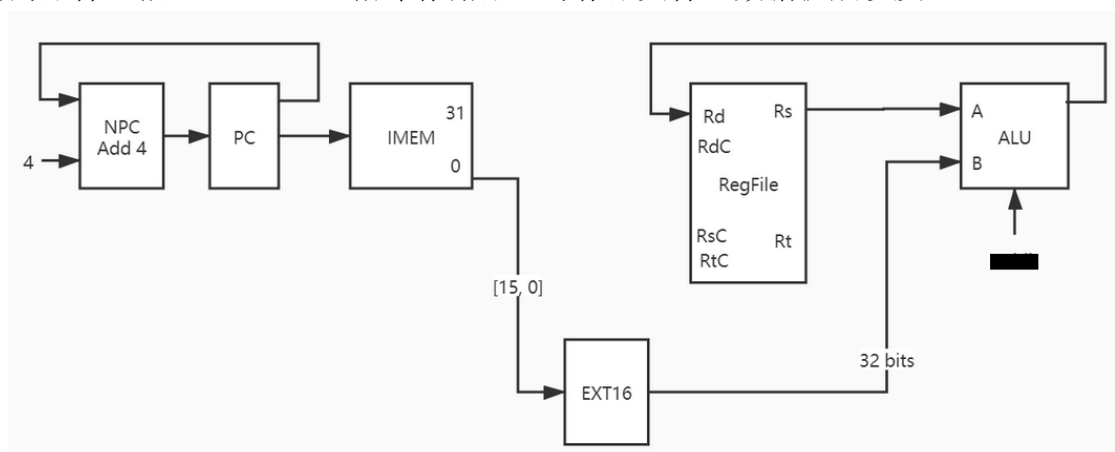 NPC
Add 4
4
PC
31
IMEM
0
[15, 0]
EXT16
32 bits
Rd
Rs
RdC
RegFile
RsC
Rt
RtC
A
ALU
B